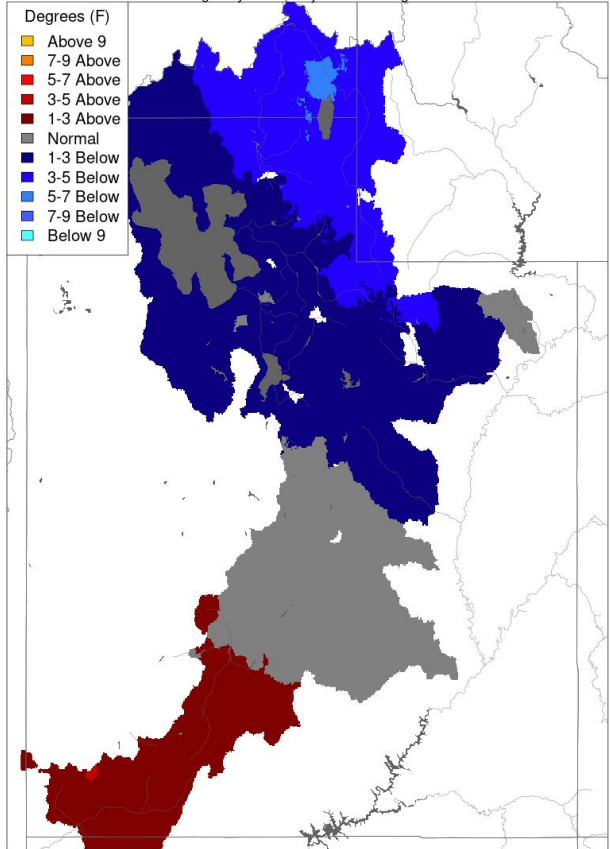 Degrees (F)
Above 9
7-9 Above
5-7 Above
3-5 Above
1-3 Above
Normal
1-3 Below
3-5 Below
5-7 Below
7-9 Below
Below 9